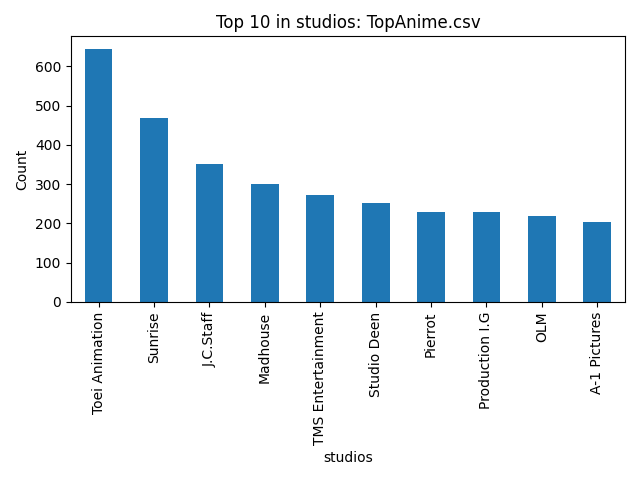 Top 10 in studios: TopAnime.csv
Count
600
500
400
300
200
100
0
Toei Animation
Sunrise
J.C.Staff
Madhouse
TMS Entertainment
Studio Deen
Pierrot
Production I.G
OLM
A-1 Pictures
studios